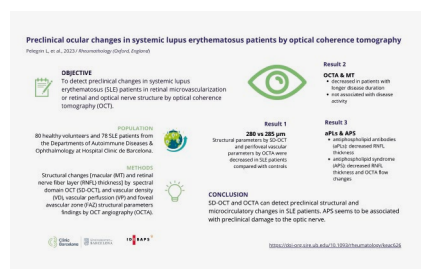 Preclinical ocular changes in systemic lupus erythematosus patients by optical coherence tomography
Pelegrín L, et al., 2023 / Rheumatology (Oxford, England)
OBJECTIVE
To detect preclinical changes in systemic lupus
erythematosus (SLE) patients in retinal microvascularization
or retinal and optical nerve structure by optical coherence
tomography (OCT).
POPULATION
80 healthy volunteers and 78 SLE patients from
the Departments of Autoimmune Diseases &
Ophthalmology at Hospital Clinic de Barcelona.
METHODS
Structural changes [macular (MT) and retinal
nerve fiber layer (RNFL) thickness] by spectral
domain OCT (SD-OCT), and vascular density
(VD), vascular perfusion (VP) and foveal
avascular zone (FAZ) structural parameters
findings by OCT angiography (OCTA).
Result 1
280 vs 285 μm
Structural parameters by SD-OCT
and perifoveal vascular
parameters by OCTA were
decreased in SLE patients
compared with controls.
Result 2
OCTA & MT
• decreased in patients with
longer disease duration
• not associated with disease
activity
Result 3
aPLs & APS
• antiphospholipid antibodies
(aPLs): decreased RNFL
thickness
• antiphospholipid syndrome
(APS): decreased RNFL
thickness and OCTA flow
changes
CONCLUSION
SD-OCT and OCTA can detect preclinical structural and
microcirculatory changes in SLE patients. APS seems to be associated
with preclinical damage to the optic nerve.
Clínic
Barcelona
UNIVERSITAT DE
BARCELONA
IDIBAPS